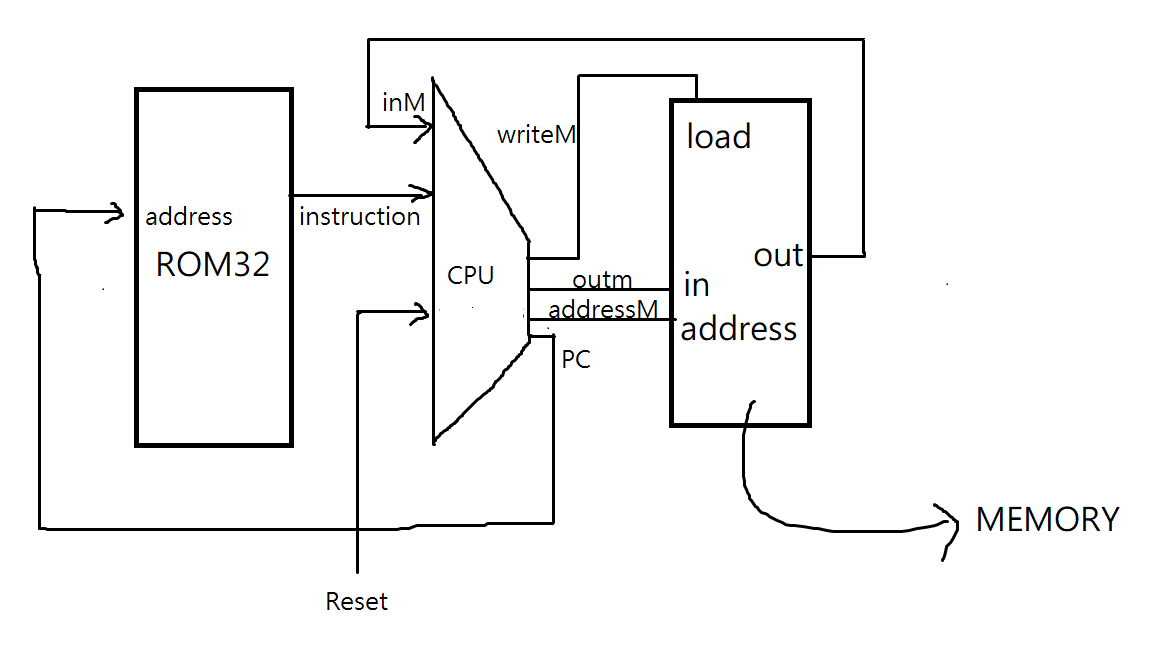 inM
writeM
load
address
instruction
ROM32
out
CPU
outm
in
addressM
address
PC
MEMORY
Reset